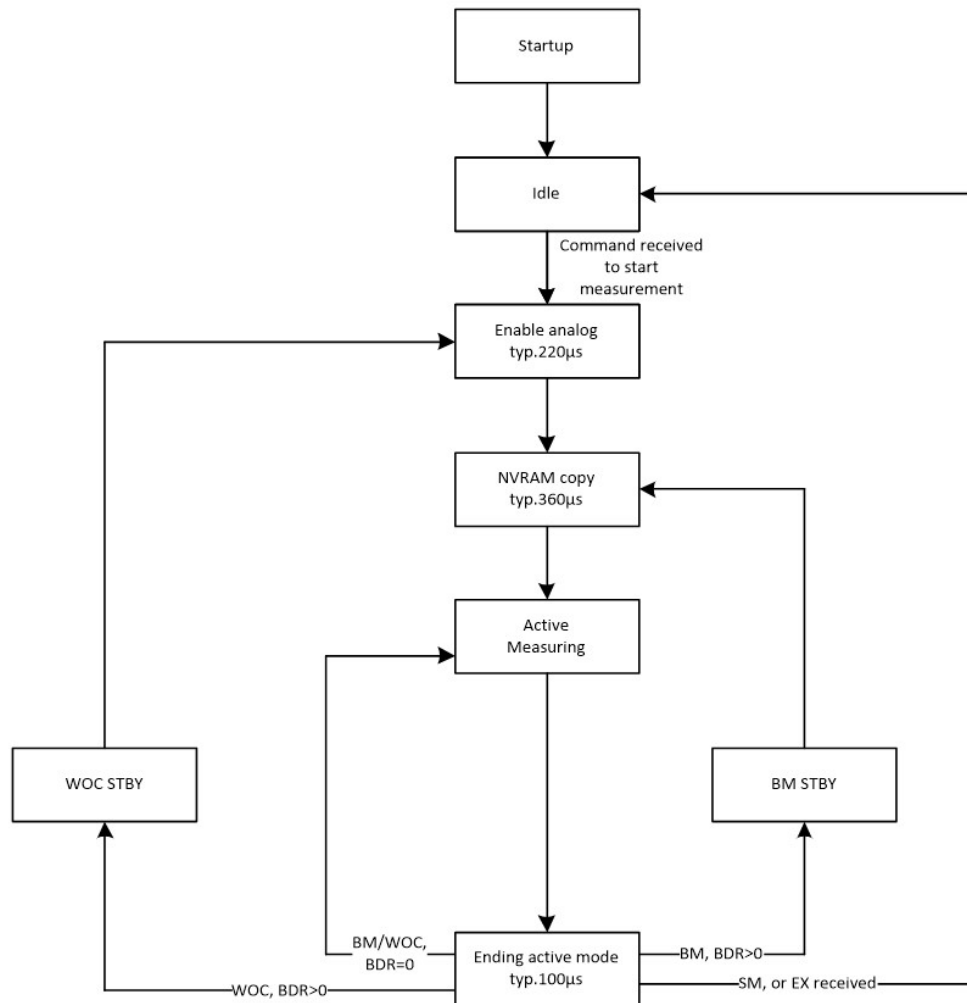 Startup
Idle
Command received
to start
measurement
Enable analog
typ.220µs
NVRAM copy
typ.360µs
Active
Measuring
WOC STBY
BM STBY
BM/WOC,
BDR=0
Ending active mode
typ.100µs
BM, BDR>0
WOC, BDR>0
SM, or EX received